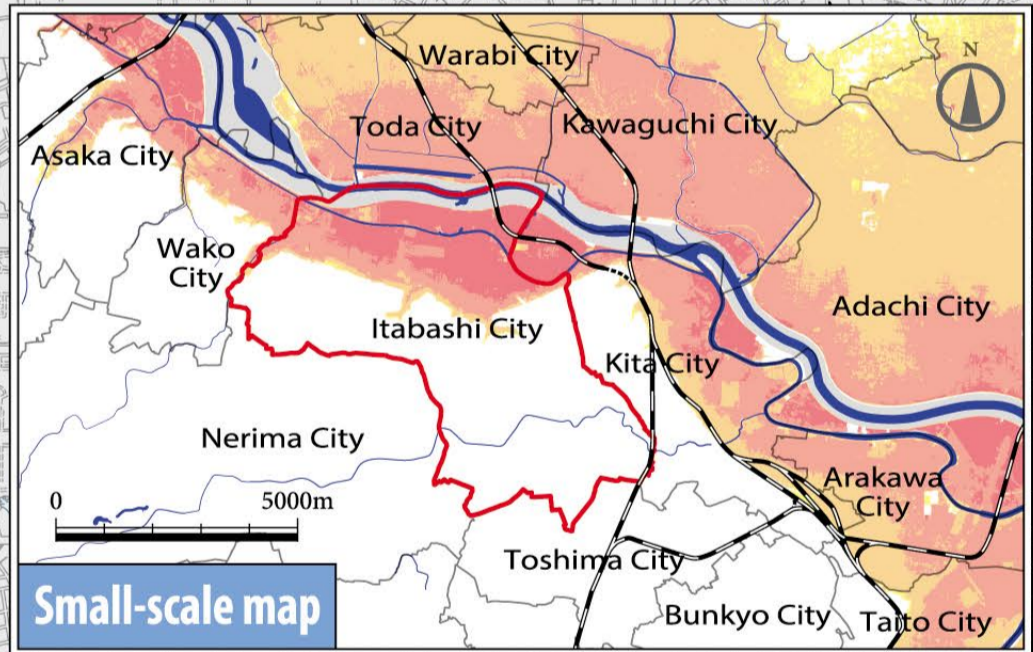 Warabi City
N
Toda City
Kawaguchi City
Asaka City
Wako
City
Adachi City
Itabashi City
Kita City
Nerima City
Arakawa
City
0
5000m
Toshima City
Bunkyo City
Taito City
Small-scale map